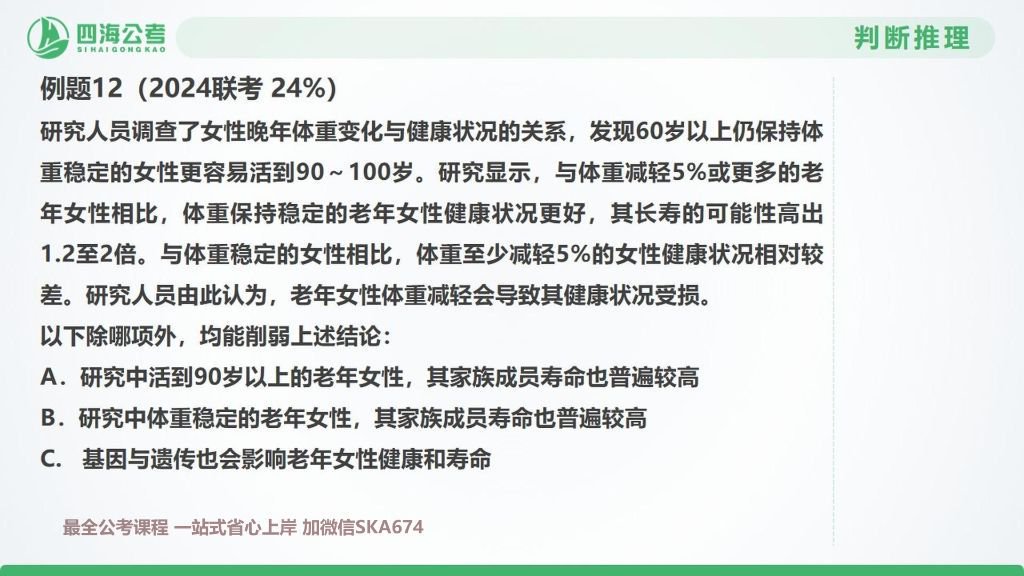 四海公考
SIHAIGONGKAO
判断推理
例题12（2024联考 24%）
研究人员调查了女性晚年体重变化与健康状况的关系，发现60岁以上仍保持体
重稳定的女性更容易活到90～100岁。研究显示，与体重减轻5%或更多的老
年女性相比，体重保持稳定的老年女性健康状况更好，其长寿的可能性高出
1.2至2倍。与体重稳定的女性相比，体重至少减轻5%的女性健康状况相对较
差。研究人员由此认为，老年女性体重减轻会导致其健康状况受损。
以下除哪项外，均能削弱上述结论：
A．研究中活到90岁以上的老年女性，其家族成员寿命也普遍较高
B．研究中体重稳定的老年女性，其家族成员寿命也普遍较高
C． 基因与遗传也会影响老年女性健康和寿命
最全公考课程 一站式省心上岸 加微信SKA674